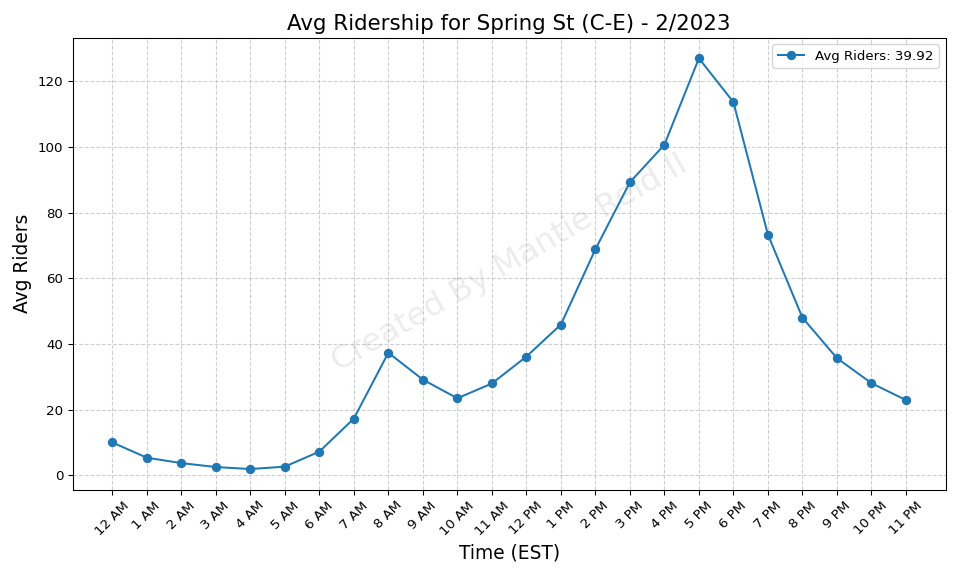 Avg Ridership for Spring St (C-E) - 2/2023
Avg Riders: 39.92
120
100
80
60
40
20
0
Avg Riders
Created By Mantle Reid II
12 AM
1 AM
2 AM
3 AM
4 AM
5 AM
6 AM
7 AM
8 AM
9 AM
10 AM
11 AM
12 PM
1 PM
2 PM
3 PM
4 PM
5 PM
6 PM
7 PM
8 PM
9 PM
10 PM
11 PM
Time (EST)